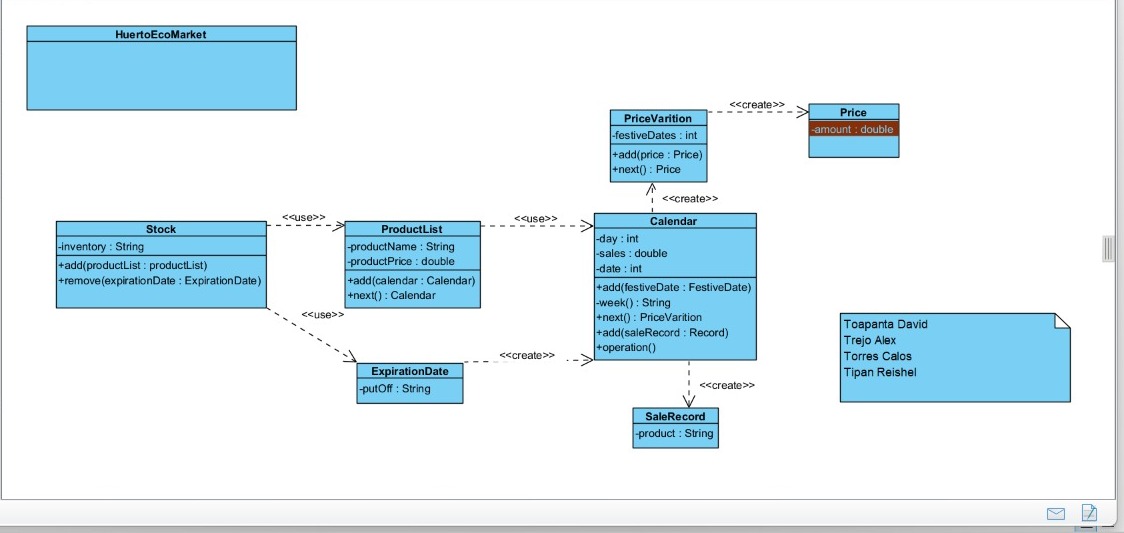 HuertoEcoMarket
<<create>>
PriceVarition
-festiveDates : int
+add(price : Price)
+next() : Price
Price
-amount : double
<<create>>
<<use>>
<<use>>
Stock
-inventory : String
+add(productList : productList)
+remove(expirationDate : ExpirationDate)
ProductList
-productName : String
-productPrice : double
+add(calendar : Calendar)
+next() : Calendar
Calendar
-day : int
-sales : double
-date : int
+add(festiveDate : FestiveDate)
-week() : String
+next() : PriceVarition
+add(saleRecord : Record)
+operation()
<<use>>
<<create>>
ExpirationDate
-putOff : String
<<create>>
SaleRecord
-product : String
Toapanta David
Trejo Alex
Torres Calos
Tipan Reishel